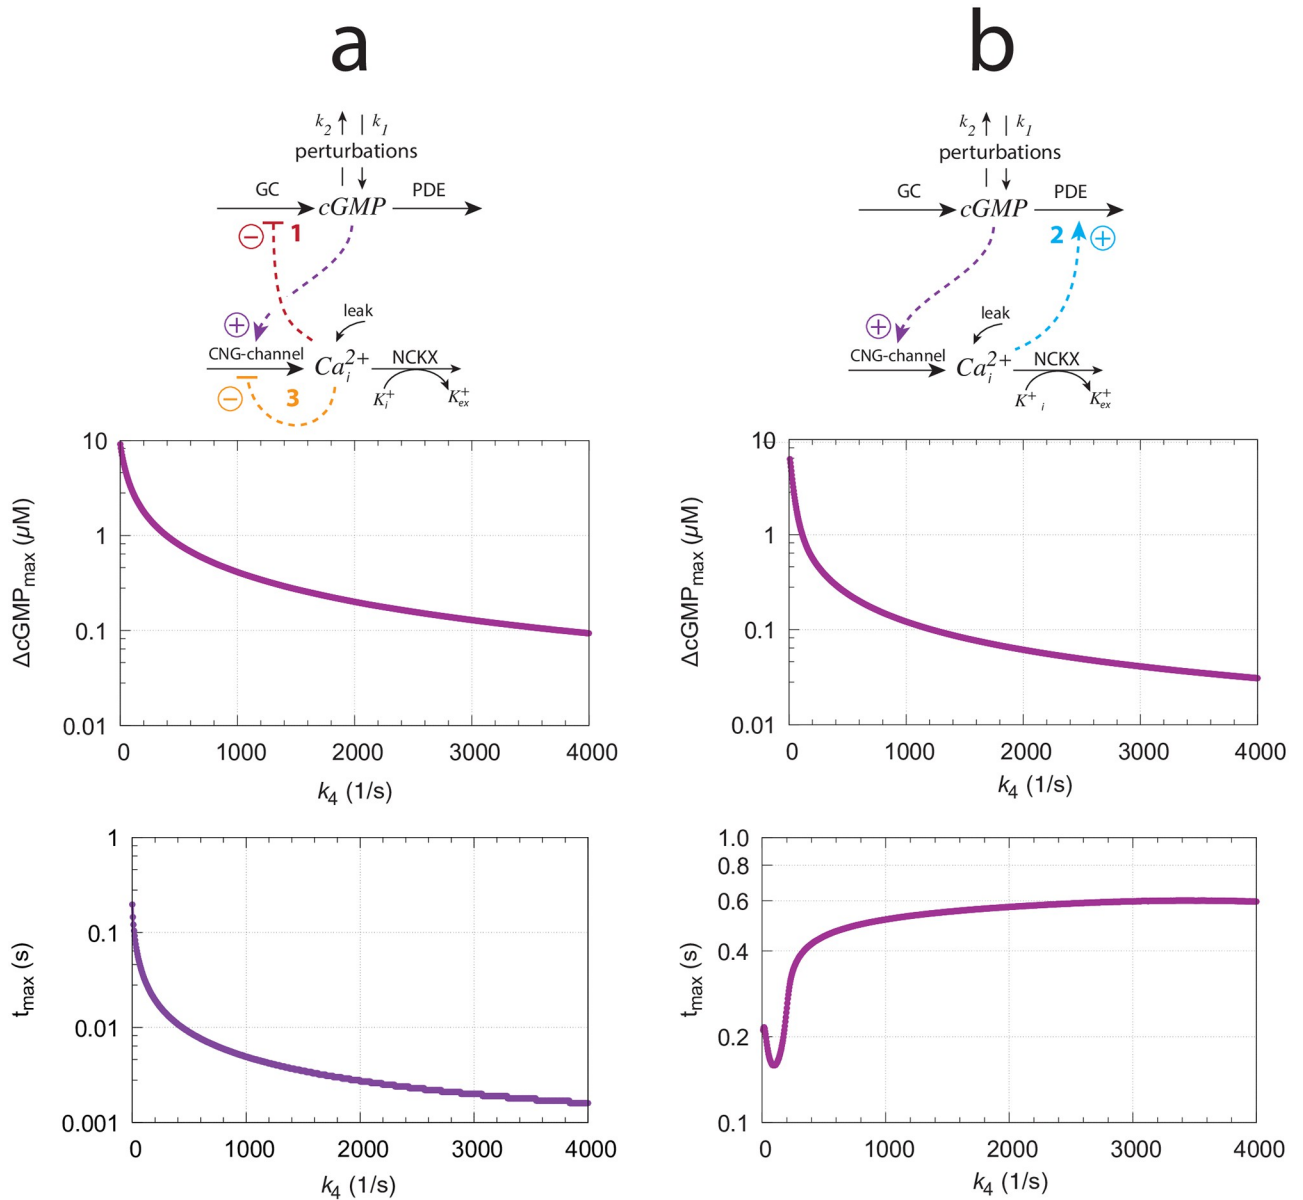 a
b
k2 k1
perturbations
GC
PDE
cGMP
− 1
+
leak
CNG-channel
Ca i 2+
NCKX
− 3
K i +
K ex +
k2 k1
perturbations
GC
PDE
cGMP
2 +
+
leak
CNG-channel
Ca i 2+
NCKX
K + i
K ex +
10
1
0.1
0.01
ΔcGMPmax (μM)
0 1000 2000 3000 4000
k4 (1/s)
10
1
0.1
0.01
ΔcGMPmax (μM)
0 1000 2000 3000 4000
k4 (1/s)
1
0.1
0.01
0.001
tmax (s)
0 1000 2000 3000 4000
k4 (1/s)
1.0
0.8
0.6
0.4
0.2
0.1
tmax (s)
0 1000 2000 3000 4000
k4 (1/s)